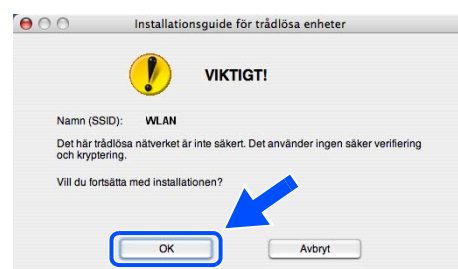 Installationsguide för trådlösa enheter
VIKTIGT!
Namn (SSID): WLAN
Det här trådlösa nätverket är inte säkert. Det använder ingen säker verifiering
och kryptering.
Vill du fortsätta med installationen?
OK Avbryt